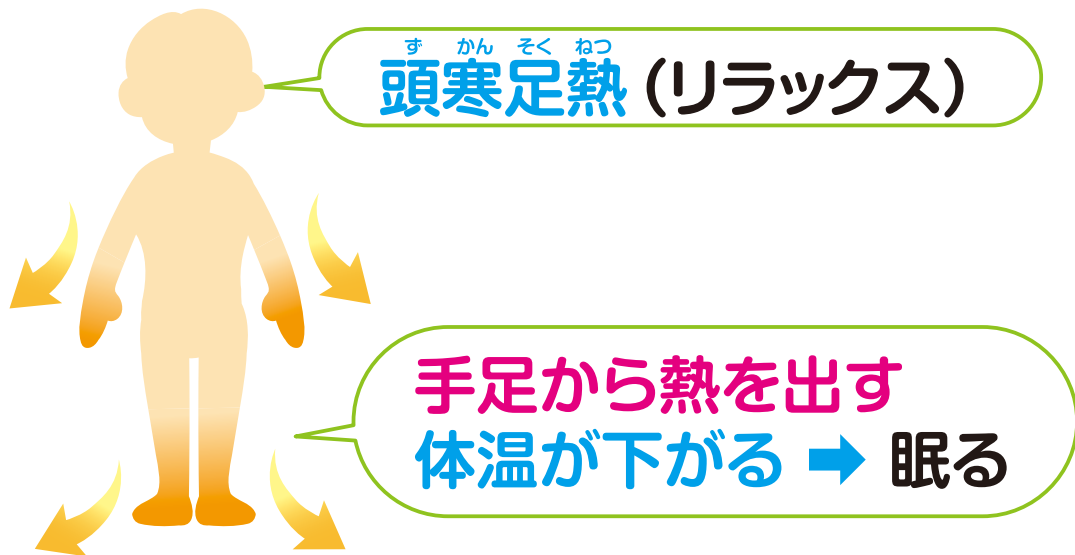 ず かん そく ねつ
頭寒足熱（リラックス）
手足から熱を出す
体温が下がる ➡ 眠る